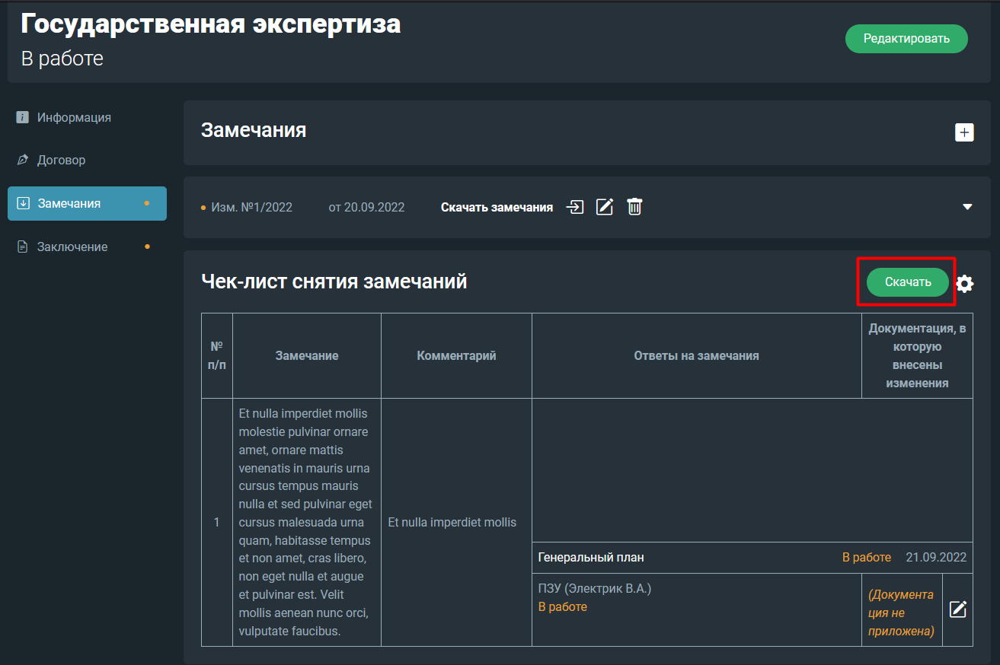 Государственная экспертиза
В работе
Редактировать
Информация
Договор
Замечания
Заключение
Замечания
Изм. №1/2022 от 20.09.2022 Скачать замечания
Чек-лист снятия замечаний
Скачать
№
п/п
Замечание
Комментарий
Ответы на замечания
Документация, в
которую
внесены
изменения
1
Et nulla imperdiet mollis
molestie pulvinar ornare
amet, ornare mattis
venenatis in mauris urna
cursus tempus mauris
nulla et sed pulvinar eget
cursus malesuada urna
quam, habitasse tempus
et non amet, cras libero,
non eget nulla et augue
et pulvinar est. Velit
mollis aenean nunc orci,
vulputate faucibus.
Et nulla imperdiet mollis
Генеральный план В работе 21.09.2022
ПЗУ (Электрик В.А.)
В работе
(Документа
ция не
приложена)